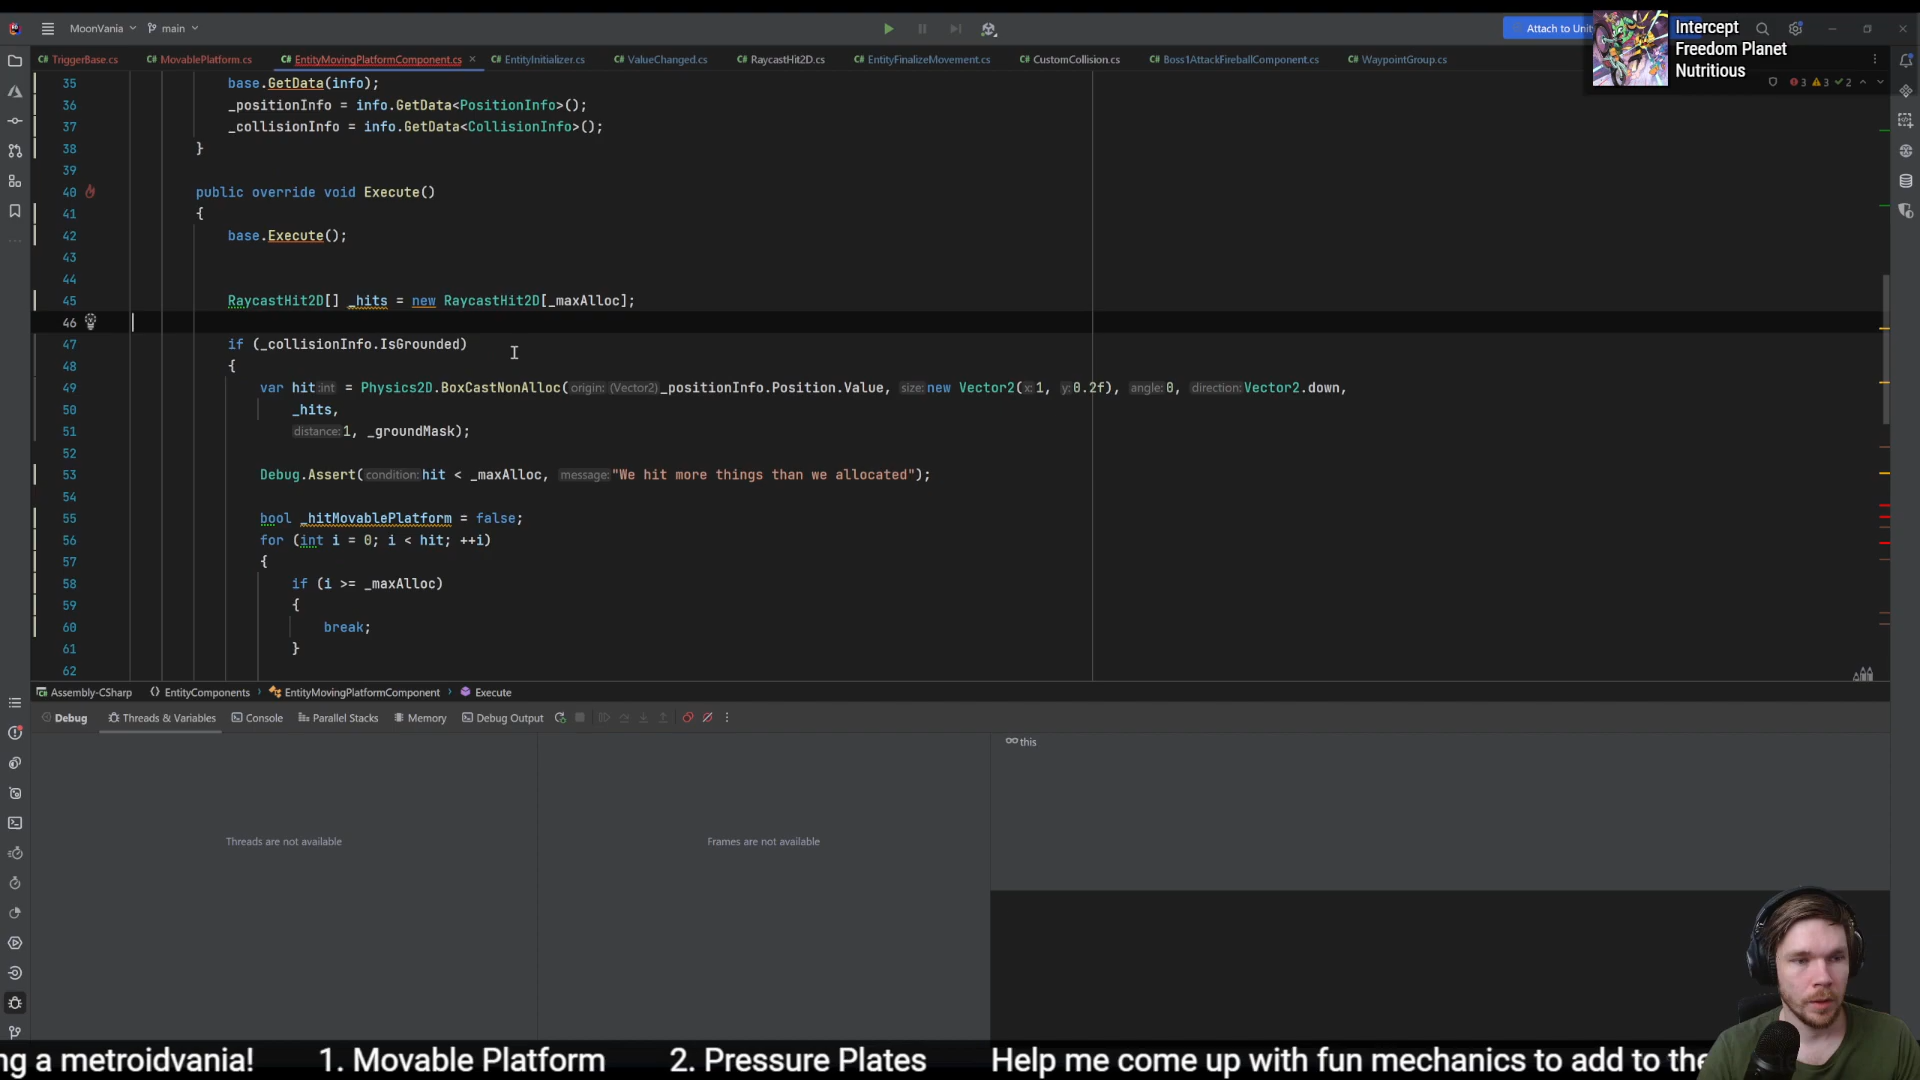 MoonVania
main
Attach to Unit
Intercept
Freedom Planet
Nutritious
TriggerBase.cs
MovablePlatform.cs
EntityMovingPlatformComponent.cs
EntityInitializer.cs
ValueChanged.cs
RaycastHit2D.cs
EntityFinalizeMovement.cs
CustomCollision.cs
Boss1AttackFireballComponent.cs
WaypointGroup.cs
3 3 2
35 base.GetData(info);
36 _positionInfo = info.GetData<PositionInfo>();
37 _collisionInfo = info.GetData<CollisionInfo>();
38 }
39
40 public override void Execute()
41 {
42 base.Execute();
43
44
45 RaycastHit2D[] _hits = new RaycastHit2D[_maxAlloc];
46
47 if (_collisionInfo.IsGrounded)
48 {
49 var hit:int = Physics2D.BoxCastNonAlloc(origin:(Vector2)_positionInfo.Position.Value, size:new Vector2(x:1, y:0.2f), angle:0, direction:Vector2.down,
50 _hits,
51 distance:1, _groundMask);
52
53 Debug.Assert(condition:hit < _maxAlloc, message:"We hit more things than we allocated");
54
55 bool _hitMovablePlatform = false;
56 for (int i = 0; i < hit; ++i)
57 {
58 if (i >= _maxAlloc)
59 {
60 break;
61 }
62
Assembly-CSharp
EntityComponents
EntityMovingPlatformComponent
Execute
Debug
Threads & Variables
Console
Parallel Stacks
Memory
Debug Output
this
Threads are not available
Frames are not available
ng a metroidvania! 1. Movable Platform 2. Pressure Plates Help me come up with fun mechanics to add to the